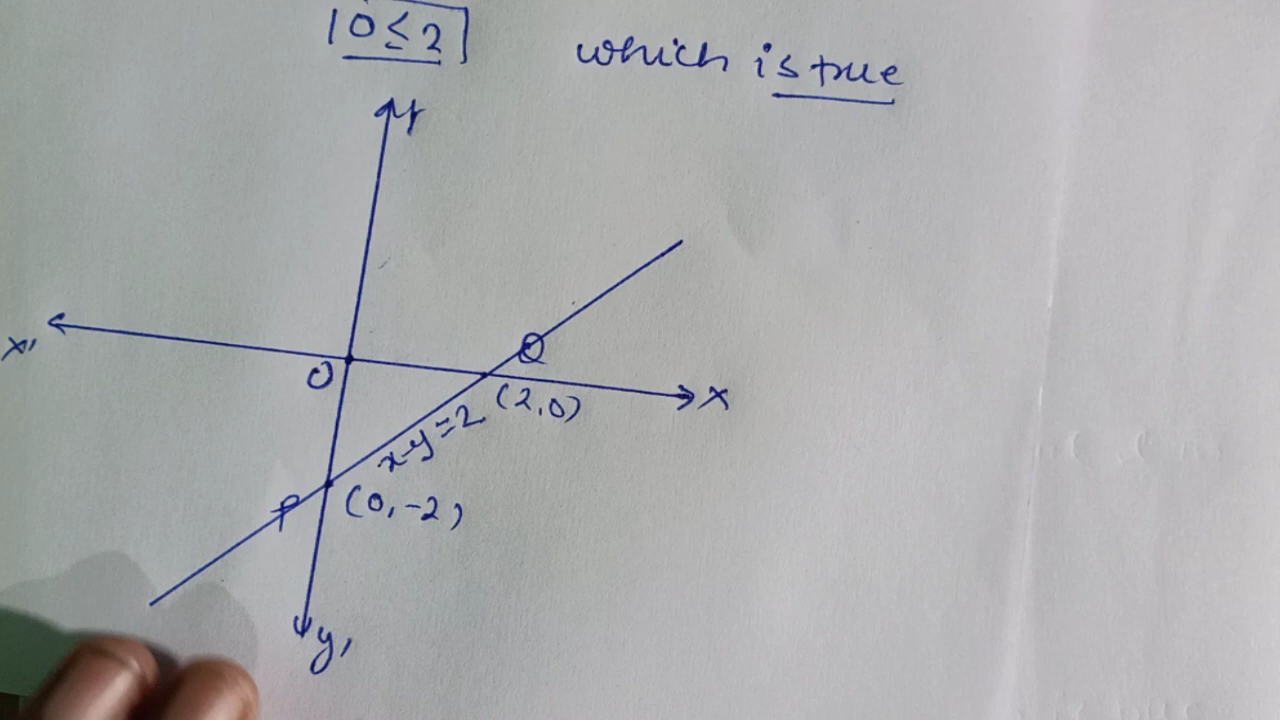 0≤2 which is true
Y
X'
O
Q
X
(2,0)
x-y=2
P
(0,-2)
y'